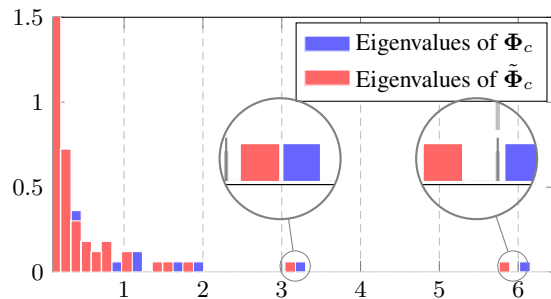 1.5
Eigenvalues of Φ_c
Eigenvalues of Φ̃_c
1
0.5
0
1 2 3 4 5 6